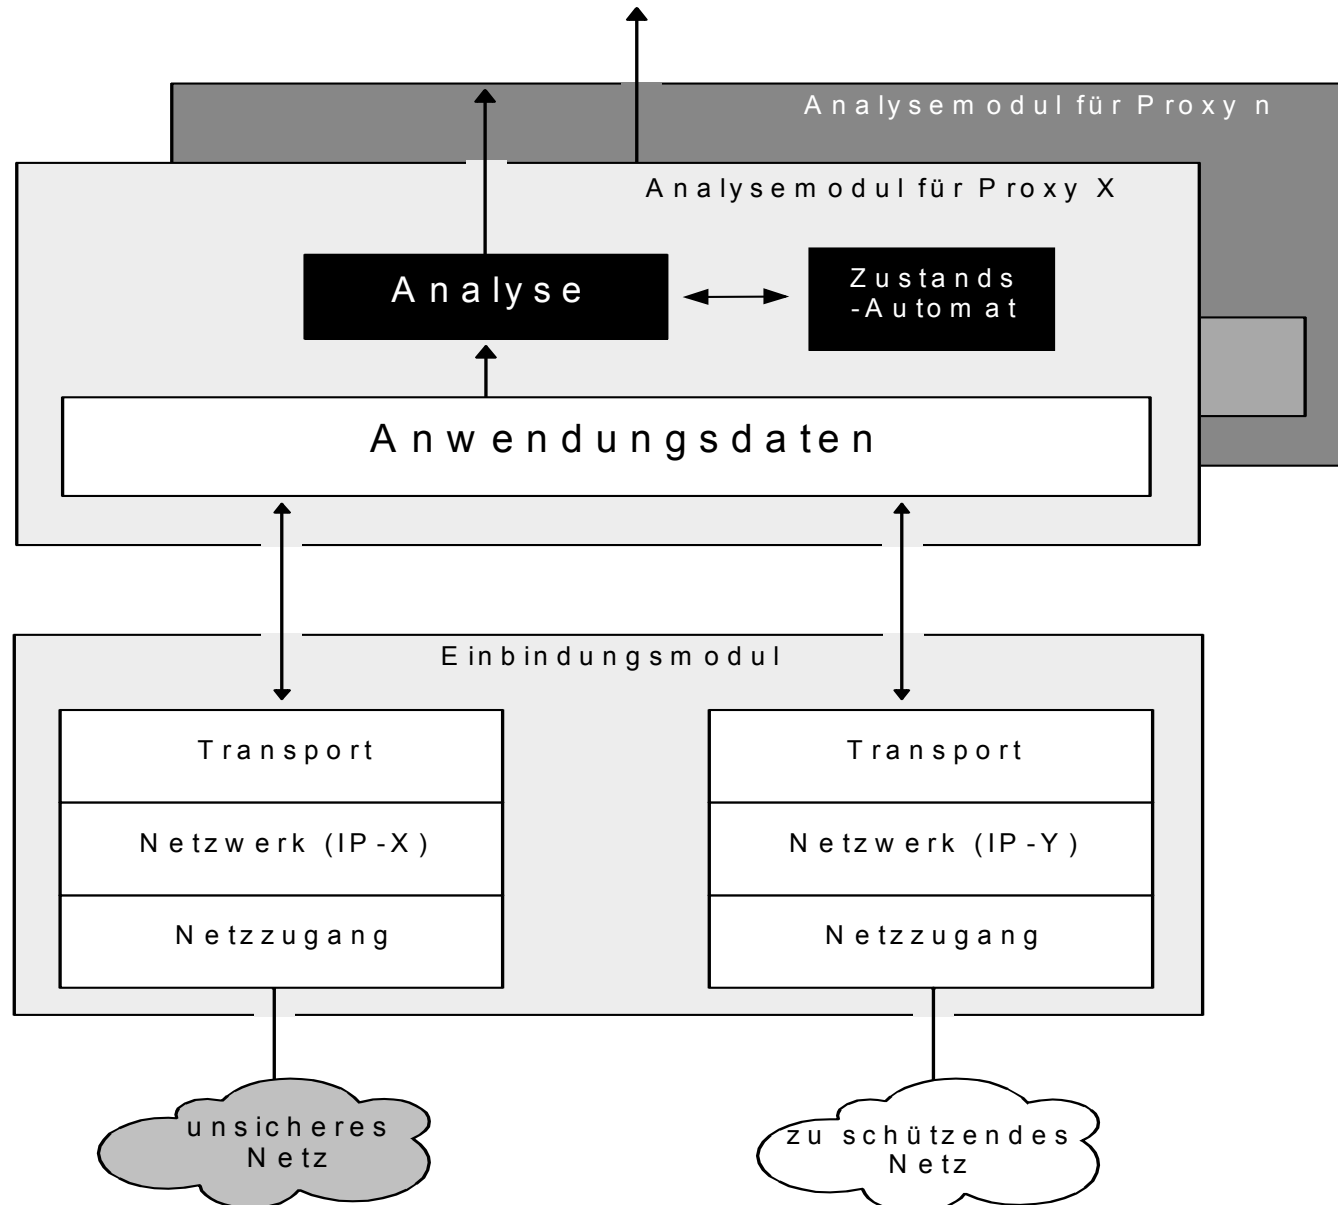 Analysemodul für Proxy n
Analysemodul für Proxy X
Analyse
Zustands
-Automat
Anwendungsdaten
Einbindungsmodul
Transport
Transport
Netzwerk (IP-X)
Netzwerk (IP-Y)
Netzzugang
Netzzugang
unsicheres
Netz
zu schützendes
Netz